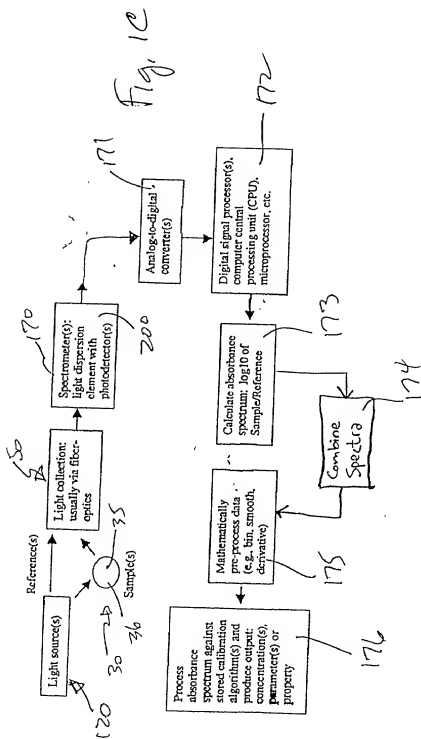 Fig. 1C
Light source(s)
120
Reference(s)
Sample(s)
30
20
36
35
50
Light collection:
usually via fiber-
optics
170
Spectrometer(s):
light dispersion
element with
photodetector(s)
200
171
Analog-to-digital
converter(s)
172
Digital signal processor(s),
computer central
processing unit (CPU),
microprocessor, etc.
173
Calculate absorbance
spectrum; log10 of
Sample/Reference
174
Combine
Spectra
175
Mathematically
pre-process data
(e.g., bin, smooth,
derivative)
176
Process
absorbance
spectrum against
stored calibration
algorithm(s) and
produce output:
concentration(s),
parameter(s) or
property